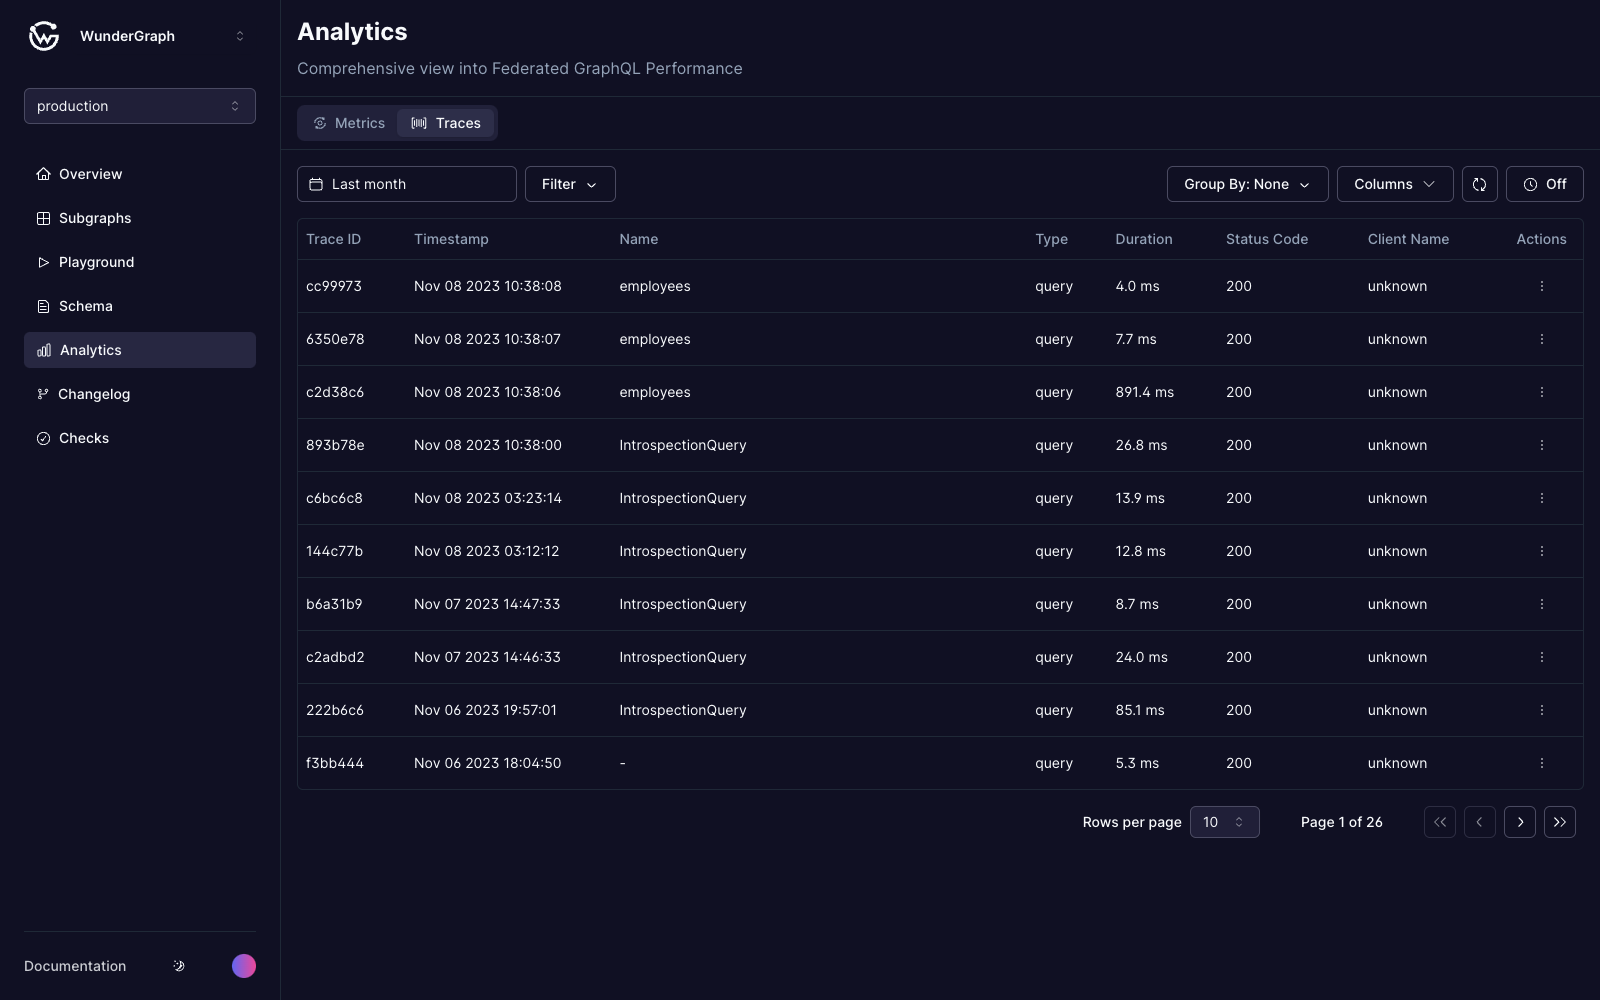 WunderGraph
production
Overview
Subgraphs
Playground
Schema
Analytics
Changelog
Checks
Documentation
Analytics
Comprehensive view into Federated GraphQL Performance
Metrics Traces
Last month Filter Group By: None Columns Off
Trace ID Timestamp Name Type Duration Status Code Client Name Actions
cc99973 Nov 08 2023 10:38:08 employees query 4.0 ms 200 unknown
6350e78 Nov 08 2023 10:38:07 employees query 7.7 ms 200 unknown
c2d38c6 Nov 08 2023 10:38:06 employees query 891.4 ms 200 unknown
893b78e Nov 08 2023 10:38:00 IntrospectionQuery query 26.8 ms 200 unknown
c6bc6c8 Nov 08 2023 03:23:14 IntrospectionQuery query 13.9 ms 200 unknown
144c77b Nov 08 2023 03:12:12 IntrospectionQuery query 12.8 ms 200 unknown
b6a31b9 Nov 07 2023 14:47:33 IntrospectionQuery query 8.7 ms 200 unknown
c2adbd2 Nov 07 2023 14:46:33 IntrospectionQuery query 24.0 ms 200 unknown
222b6c6 Nov 06 2023 19:57:01 IntrospectionQuery query 85.1 ms 200 unknown
f3bb444 Nov 06 2023 18:04:50 - query 5.3 ms 200 unknown
Rows per page 10 Page 1 of 26